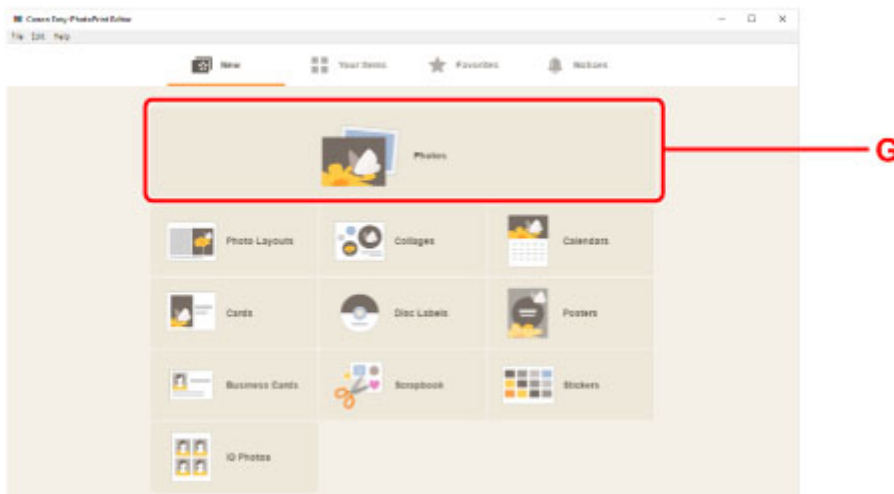 Canon Easy-PhotoPrint Editor
File Edit Help
New Your Items Favorites Notices
Photos
G
Photo Layouts Collages Calendars
Cards Disc Labels Posters
Business Cards Scrapbook Stickers
ID Photos